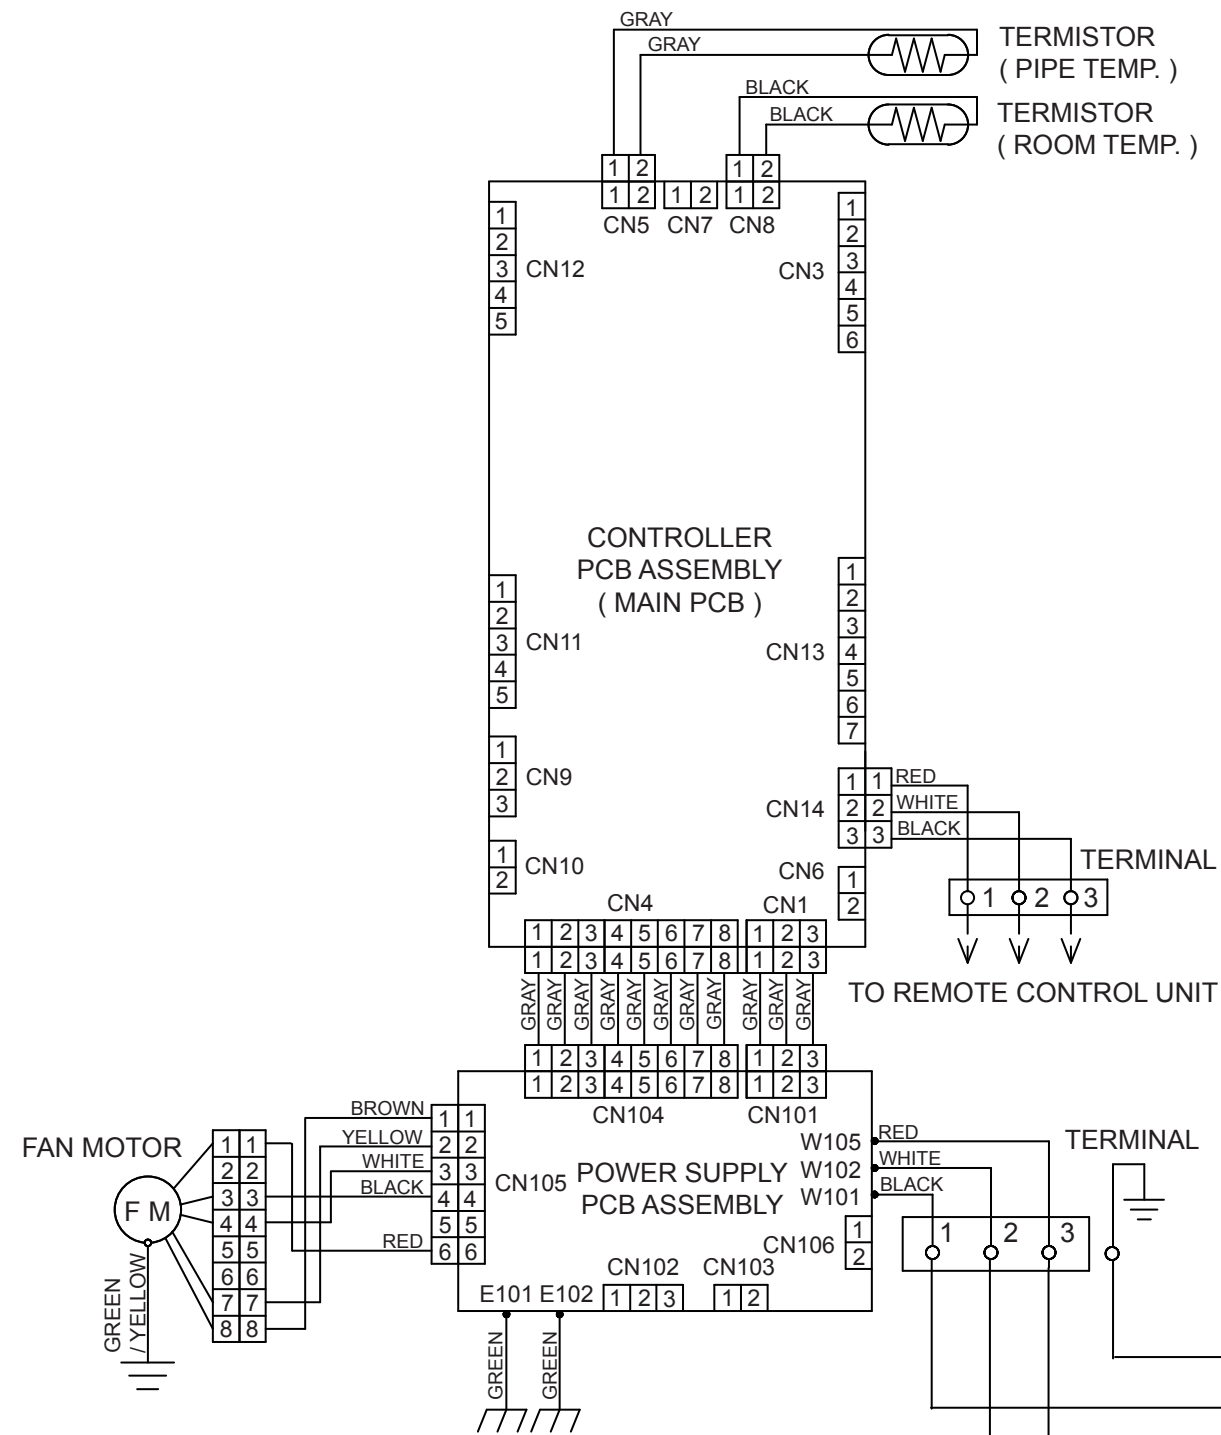 GRAY
GRAY
TERMISTOR
( PIPE TEMP. )
BLACK
BLACK
TERMISTOR
( ROOM TEMP. )
1 2 1 2
1 2 1 2 1 2
CN5 CN7 CN8
1
2
3
4
5
CN12
1
2
3
4
5
6
CN3
CONTROLLER
PCB ASSEMBLY
( MAIN PCB )
1
2
3
4
5
CN11
1
2
3
4
5
6
7
CN13
1
2
3
CN9
CN14
1 1 RED
2 2 WHITE
3 3 BLACK
1
2
CN10
CN6
1
2
TERMINAL
1 2 3
TO REMOTE CONTROL UNIT
CN4 CN1
1 2 3 4 5 6 7 8 1 2 3
1 2 3 4 5 6 7 8 1 2 3
GRAY GRAY GRAY GRAY GRAY GRAY GRAY GRAY GRAY GRAY GRAY
1 2 3 4 5 6 7 8 1 2 3
1 2 3 4 5 6 7 8 1 2 3
CN104 CN101
FAN MOTOR
F M
GREEN
/ YELLOW
1 1
2 2
3 3
4 4
5 5
6 6
7 7
8 8
BROWN 1 1
YELLOW 2 2
WHITE 3 3
BLACK 4 4
5 5
RED 6 6
CN105
POWER SUPPLY
PCB ASSEMBLY
W105 RED
W102 WHITE
W101 BLACK
CN106
1
2
CN102
1 2 3
CN103
1 2
E101 E102
GREEN GREEN
TERMINAL
1 2 3